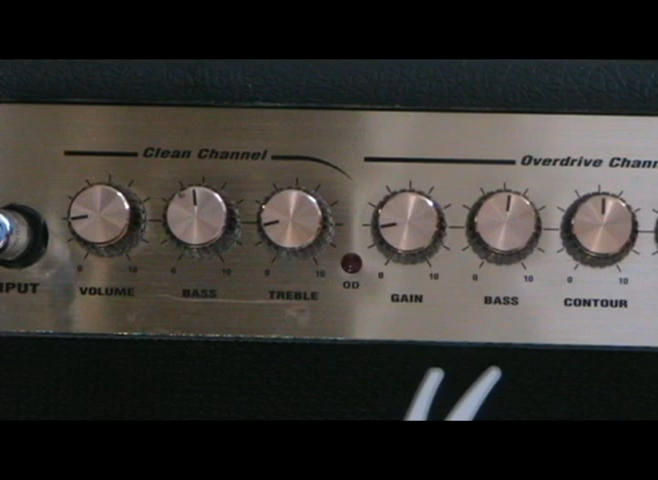 Clean Channel
Overdrive Chann
0 10 0 10 0 10 0 10 0 10 0 10
INPUT VOLUME BASS TREBLE OD GAIN BASS CONTOUR